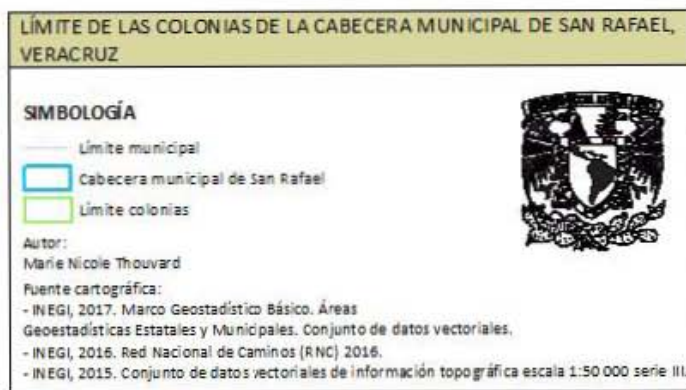 LÍMITE DE LAS COLONIAS DE LA CABECERA MUNICIPAL DE SAN RAFAEL,
VERACRUZ
SIMBOLOGÍA
Límite municipal
Cabecera municipal de San Rafael
Límite colonias
Autor:
Marie Nicole Thouvard
Fuente cartográfica:
- INEGI, 2017. Marco Geostadístico Básico. Áreas
Geoestadísticas Estatales y Municipales. Conjunto de datos vectoriales.
- INEGI, 2016. Red Nacional de Caminos (RNC) 2016.
- INEGI, 2015. Conjunto de datos vectoriales de información topográfica escala 1:50 000 serie III.